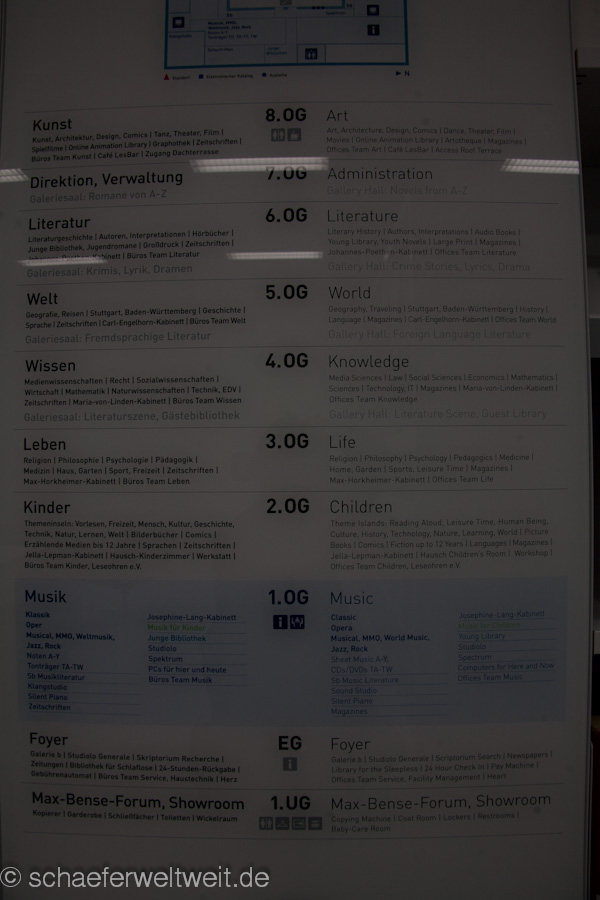 Standort
Elektronischer Katalog
N
Kunst
Kunst, Architektur, Design, Comics | Tanz, Theater, Film |
Spielfilme | Online Animation Library | Graphothek | Zeitschriften |
Büros Team Kunst | Café LesBar | Zugang Dachterrasse
8.OG
Art
Art, Architecture, Design, Comics | Dance, Theater, Film |
Movies | Online Animation Library | Artotheque | Magazines |
Offices Team Art | Café LesBar | Access Roof Terrace
Direktion, Verwaltung
Galeriesaal: Romane von A-Z
7.OG
Administration
Gallery Hall: Novels from A-Z
Literatur
Literaturgeschichte | Autoren, Interpretationen | Hörbücher |
Junge Bibliothek, Jugendromane | Großdruck | Zeitschriften |
Johannes-Poethen-Kabinett | Büros Team Literatur
Galeriesaal: Krimis, Lyrik, Dramen
6.OG
Literature
Literary History | Authors, Interpretations | Audio Books |
Young Library, Youth Novels | Large Print | Magazines |
Johannes-Poethen-Kabinett | Offices Team Literature
Gallery Hall: Crime Stories, Lyrics, Drama
Welt
Geografie, Reisen | Stuttgart, Baden-Württemberg | Geschichte |
Sprache | Zeitschriften | Carl-Engelhorn-Kabinett | Büros Team Welt
Galeriesaal: Fremdsprachige Literatur
5.OG
World
Geography, Traveling | Stuttgart, Baden-Württemberg | History |
Language | Magazines | Carl-Engelhorn-Kabinett | Offices Team World
Gallery Hall: Foreign Language Literature
Wissen
Medienwissenschaften | Recht | Sozialwissenschaften |
Wirtschaft | Mathematik | Naturwissenschaften | Technik, EDV |
Zeitschriften | Maria-von-Linden-Kabinett | Büros Team Wissen
Galeriesaal: Literaturszene, Gästebibliothek
4.OG
Knowledge
Media Sciences | Law | Social Sciences | Economics | Mathematics |
Sciences | Technology, IT | Magazines | Maria-von-Linden-Kabinett |
Offices Team Knowledge
Gallery Hall: Literature Scene, Guest Library
Leben
Religion | Philosophie | Psychologie | Pädagogik |
Medizin | Haus, Garten | Sport, Freizeit | Zeitschriften |
Max-Horkheimer-Kabinett | Büros Team Leben
3.OG
Life
Religion | Philosophy | Psychology | Pedagogics | Medicine |
Home, Garden | Sports, Leisure Time | Magazines |
Max-Horkheimer-Kabinett | Offices Team Life
Kinder
Themeninseln: Vorlesen, Freizeit, Mensch, Kultur, Geschichte,
Technik, Natur, Lernen, Welt | Bilderbücher | Comics |
Erzählende Medien bis 12 Jahre | Sprachen | Zeitschriften |
Jella-Lepman-Kabinett | Hausch-Kinderzimmer | Werkstatt |
Büros Team Kinder, Leseohren e.V.
2.OG
Children
Theme Islands: Reading Aloud, Leisure Time, Human Being,
Culture, History, Technology, Nature, Learning, World | Picture
Books | Comics | Fiction up to 12 Years | Languages | Magazines |
Jella-Lepman-Kabinett | Hausch Children's Room | Workshop |
Offices Team Children, Leseohren e.V.
Musik
Klassik
Oper
Musical, MMO, Weltmusik,
Jazz, Rock
Noten A-Y
Tonträger TA-TW
Sb Musikliteratur
Klangstudio
Silent Piano
Zeitschriften
Josephine-Lang-Kabinett
Musik für Kinder
Junge Bibliothek
Studiolo
Spektrum
PCs für hier und heute
Büros Team Musik
1.OG
Music
Classic
Opera
Musical, MMO, World Music,
Jazz, Rock
Sheet Music A-Y
CDs/DVDs TA-TW
Sb Music Literature
Sound Studio
Silent Piano
Magazines
Josephine-Lang-Kabinett
Music for Children
Young Library
Studiolo
Spectrum
Computers for Here and Now
Offices Team Music
Foyer
Galerie b | Studiolo Generale | Skriptorium Recherche |
Zeitungen | Bibliothek für Schlaflose | 24-Stunden-Rückgabe |
Gebührenautomat | Büros Team Service, Haustechnik | Herz
EG
Foyer
Galerie b | Studiolo Generale | Scriptorium Search | Newspapers |
Library for the Sleepless | 24 Hour Check In | Pay Machine |
Offices Team Service, Facility Management | Heart
Max-Bense-Forum, Showroom
Kopierer | Garderobe | Schließfächer | Toiletten | Wickelraum
1.UG
Max-Bense-Forum, Showroom
Copying Machine | Coat Room | Lockers | Restrooms |
Baby-Care Room
© schaeferweltweit.de